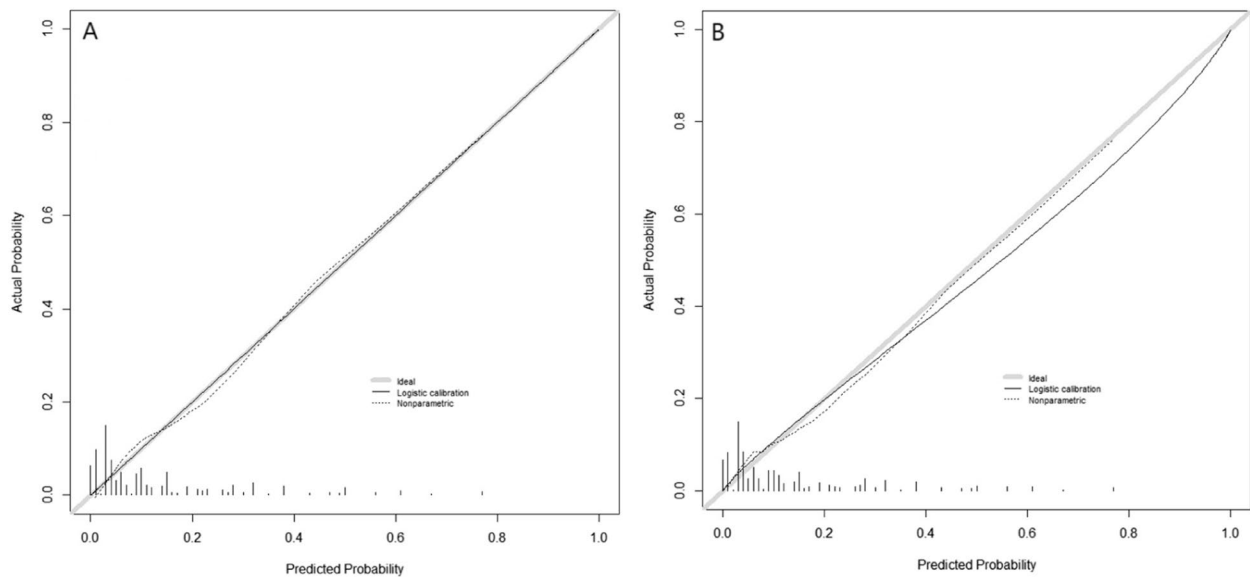 A
1.0
0.8
0.6
0.4
0.2
0.0
Actual Probability
Ideal
Logistic calibration
Nonparametric
0.0 0.2 0.4 0.6 0.8 1.0
Predicted Probability
B
1.0
0.8
0.6
0.4
0.2
0.0
Actual Probability
Ideal
Logistic calibration
Nonparametric
0.0 0.2 0.4 0.6 0.8 1.0
Predicted Probability